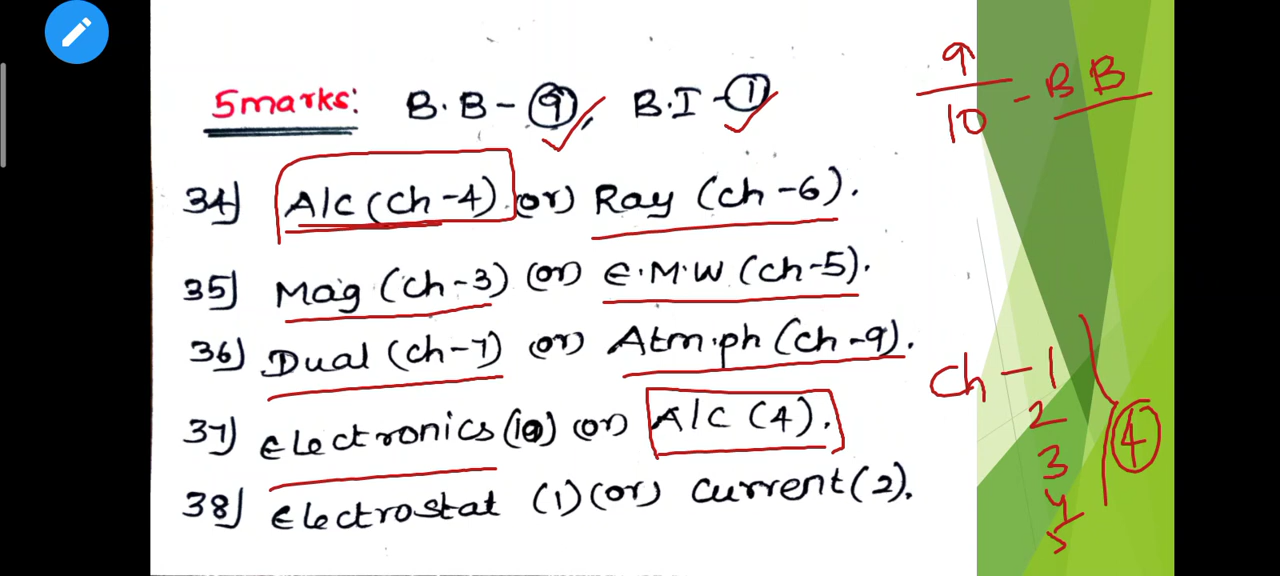 5marks: B.B-9, B.I-1
34) A/c (ch-4) (or) Ray (ch-6).
35) Mag (ch-3) (or) E.M.W (ch-5).
36) Dual (ch-7) (or) Atm.ph (ch-9).
37) Electronics (10) (or) A/c (4).
38) Electrostat (1) (or) Current (2).
9
10 - BB
ch - 1
2
3
4
5
4